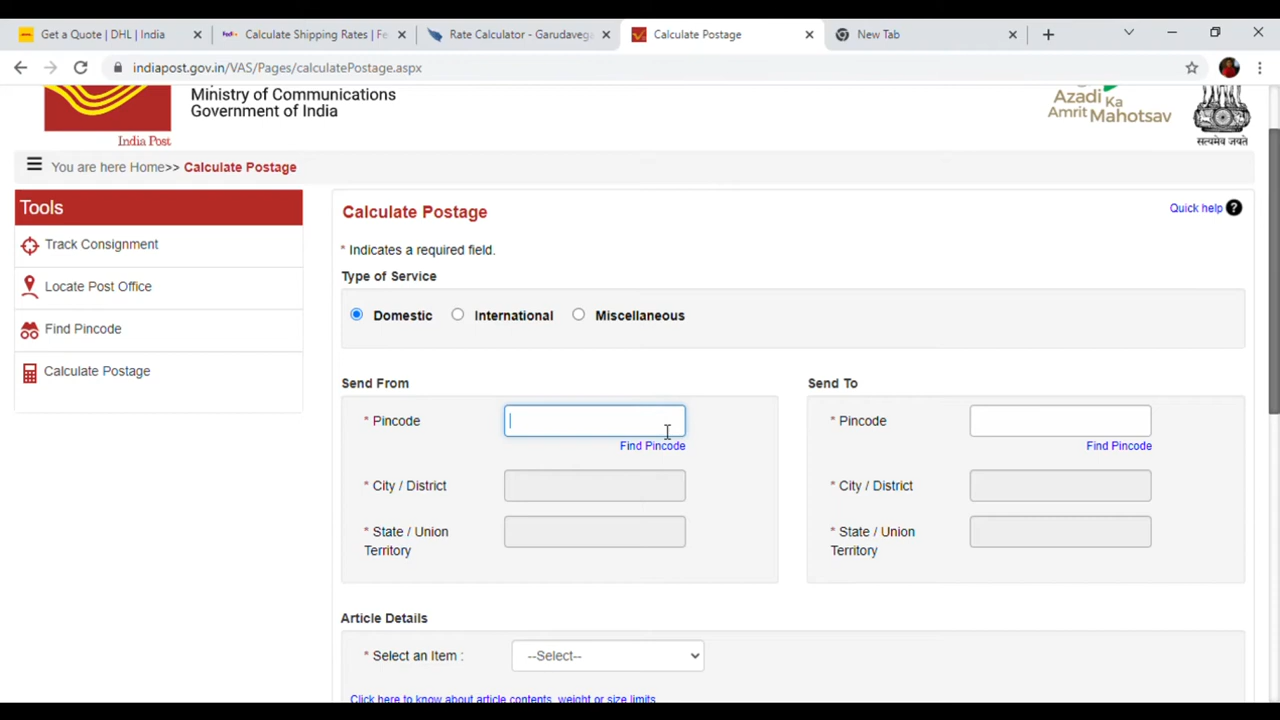 Get a Quote | DHL | India
Calculate Shipping Rates | Fe
Rate Calculator - Garudavega
Calculate Postage
New Tab
indiapost.gov.in/VAS/Pages/calculatePostage.aspx
Ministry of Communications
Government of India
India Post
Azadi Ka
Amrit Mahotsav
सत्यमेव जयते
You are here Home>> Calculate Postage
Tools
Track Consignment
Locate Post Office
Find Pincode
Calculate Postage
Calculate Postage
Quick help ?
* Indicates a required field.
Type of Service
Domestic International Miscellaneous
Send From
* Pincode
Find Pincode
* City / District
* State / Union
Territory
Send To
* Pincode
Find Pincode
* City / District
* State / Union
Territory
Article Details
* Select an Item : --Select--
Click here to know about article contents, weight or size limits